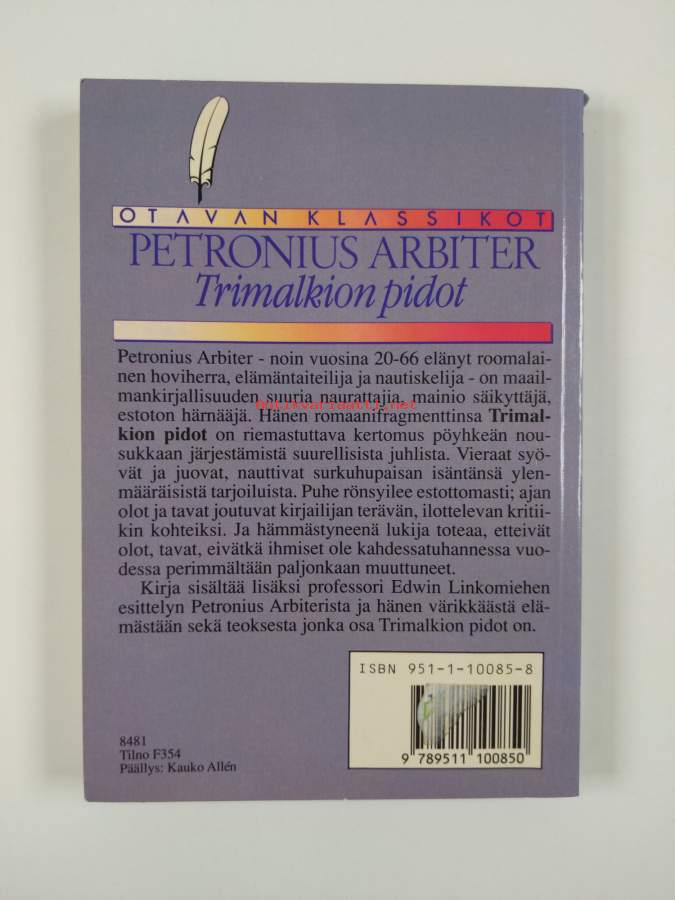 OTAVAN KLASSIKOT
PETRONIUS ARBITER
Trimalkion pidot
Petronius Arbiter - noin vuosina 20-66 elänyt roomalai-
nen hoviherra, elämäntaiteilija ja nautiskelija - on maail-
mankirjallisuuden suuria naurattajia, mainio säikyttäjä,
antikvariaatti.net
estoton härnääjä. Hänen romaanifragmenttinsa Trimal-
kion pidot on riemastuttava kertomus pöyhkeän nou-
sukkaan järjestämistä suurellisista juhlista. Vieraat syö-
vät ja juovat, nauttivat surkuhupaisan isäntänsä ylen-
määräisistä tarjoiluista. Puhe rönsyilee estottomasti; ajan
olot ja tavat joutuvat kirjailijan terävän, ilottelevan kritii-
kin kohteiksi. Ja hämmästyneenä lukija toteaa, etteivät
olot, tavat, eivätkä ihmiset ole kahdessatuhannessa vuo-
dessa perimmältään paljonkaan muuttuneet.
Kirja sisältää lisäksi professori Edwin Linkomiehen
esittelyn Petronius Arbiterista ja hänen värikkäästä elä-
mästään sekä teoksesta jonka osa Trimalkion pidot on.
ISBN 951-1-10085-8
9 789511 100850
8481
Tilno F354
Päällys: Kauko Allén